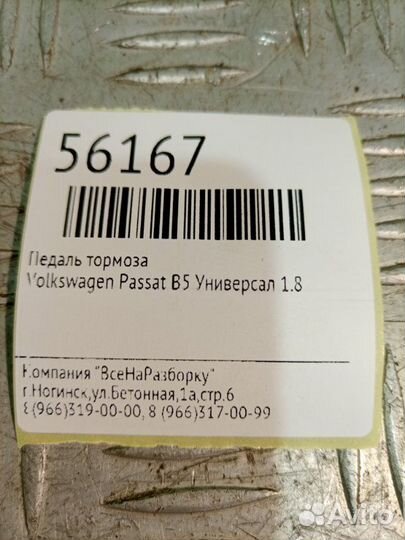 56167
Педаль тормоза
Volkswagen Passat B5 Универсал 1.8
Компания "ВсеНаРазборку"
г.Ногинск,ул.Бетонная,1а,стр.6
8(966)319-00-00, 8 (966)317-00-99
Avito